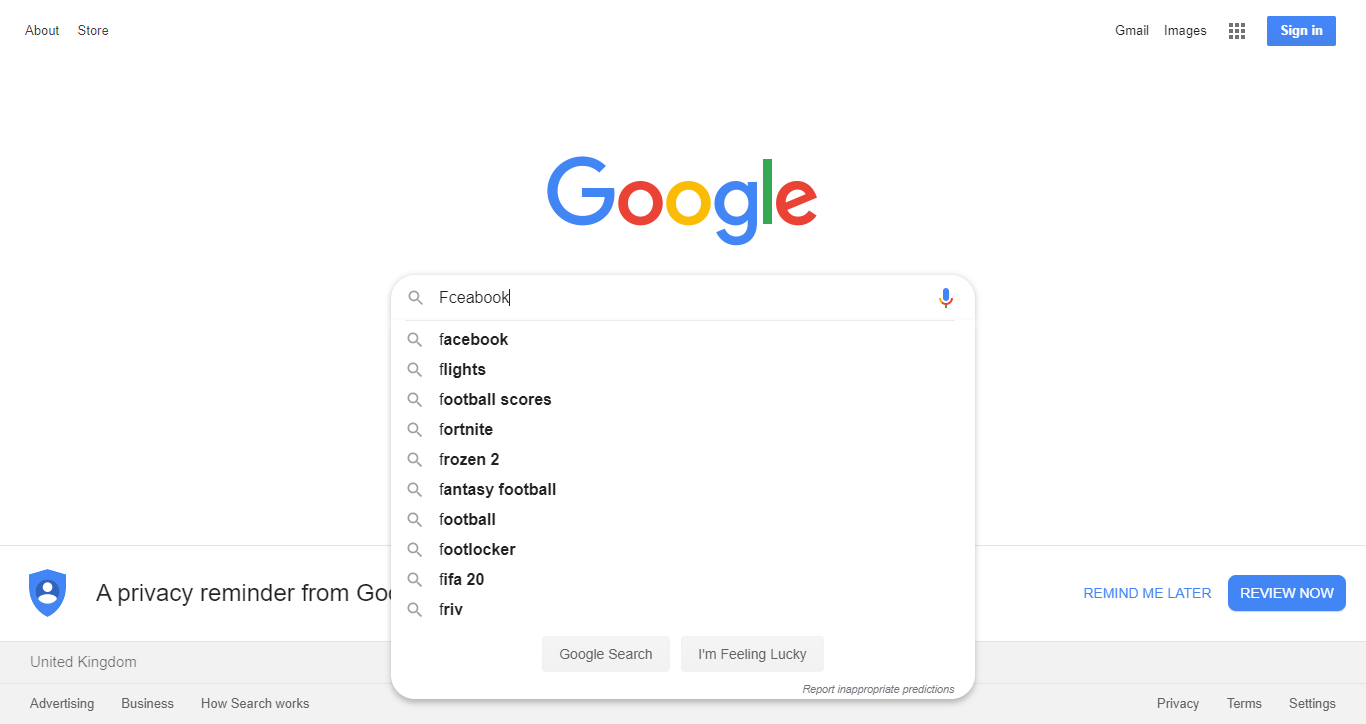 About Store Gmail Images Sign in
Google
Fceabook
facebook
flights
football scores
fortnite
frozen 2
fantasy football
football
footlocker
fifa 20
friv
Google Search I'm Feeling Lucky
Report inappropriate predictions
A privacy reminder from Goo REMIND ME LATER REVIEW NOW
United Kingdom
Advertising Business How Search works Privacy Terms Settings